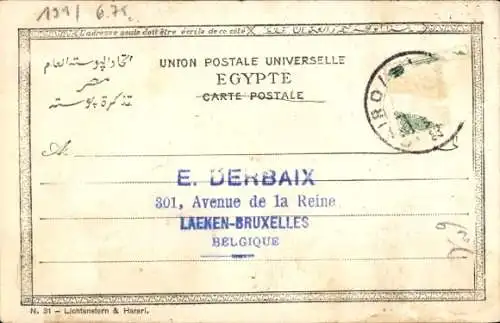 191 / 6.75
L'adresse seule doit être écrite de ce côté
اتحاد البوسته العام
مصر
تذكرة بوسته
UNION POSTALE UNIVERSELLE
EGYPTE
CARTE POSTALE
A
E. DERBAIX
301, Avenue de la Reine
LAEKEN-BRUXELLES
BELGIQUE
N. 31 – Lichtenstern & Harari.